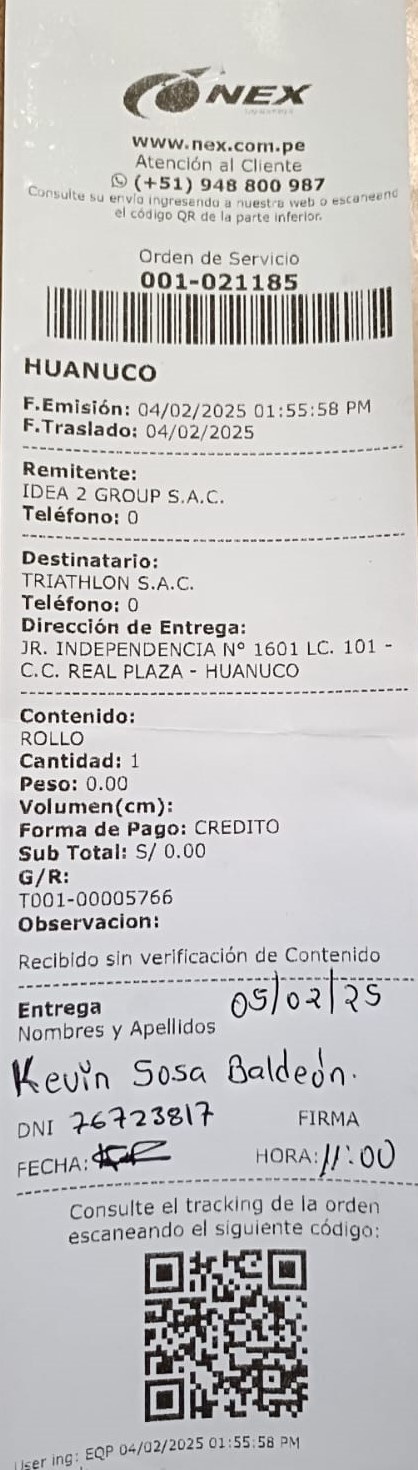 NEX
www.nex.com.pe
Atención al Cliente
(+51) 948 800 987
Consulte su envío ingresando a nuestra web o escaneend
el código QR de la parte inferior.
Orden de Servicio
001-021185
HUANUCO
F.Emisión: 04/02/2025 01:55:58 PM
F.Traslado: 04/02/2025
Remitente:
IDEA 2 GROUP S.A.C.
Teléfono: 0
Destinatario:
TRIATHLON S.A.C.
Teléfono: 0
Dirección de Entrega:
JR. INDEPENDENCIA N° 1601 LC. 101 -
C.C. REAL PLAZA - HUANUCO
Contenido:
ROLLO
Cantidad: 1
Peso: 0.00
Volumen(cm):
Forma de Pago: CREDITO
Sub Total: S/ 0.00
G/R:
T001-00005766
Observacion:
Recibido sin verificación de Contenido
Entrega 05/02/25
Nombres y Apellidos
Kevin Sosa Baldeón.
DNI 76723817 FIRMA
FECHA: HORA: 11:00
Consulte el tracking de la orden
escaneando el siguiente código:
User ing: EQP 04/02/2025 01:55:58 PM